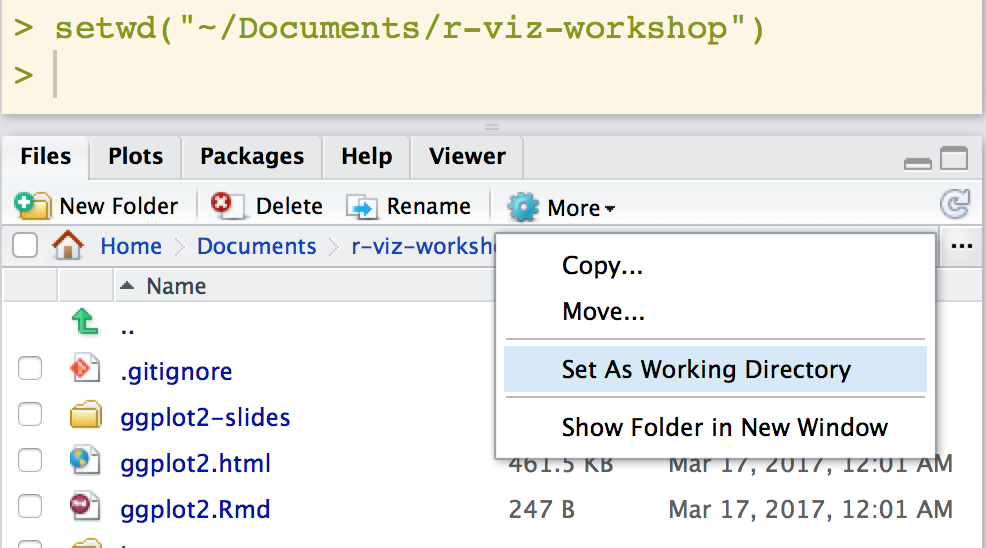 > setwd("~/Documents/r-viz-workshop")
>
Files Plots Packages Help Viewer
New Folder Delete Rename More
Home Documents r-viz-worksh ...
Name
Copy...
Move...
Set As Working Directory
Show Folder in New Window
..
.gitignore
ggplot2-slides
ggplot2.html 461.5 KB Mar 17, 2017, 12:01 AM
ggplot2.Rmd 247 B Mar 17, 2017, 12:01 AM